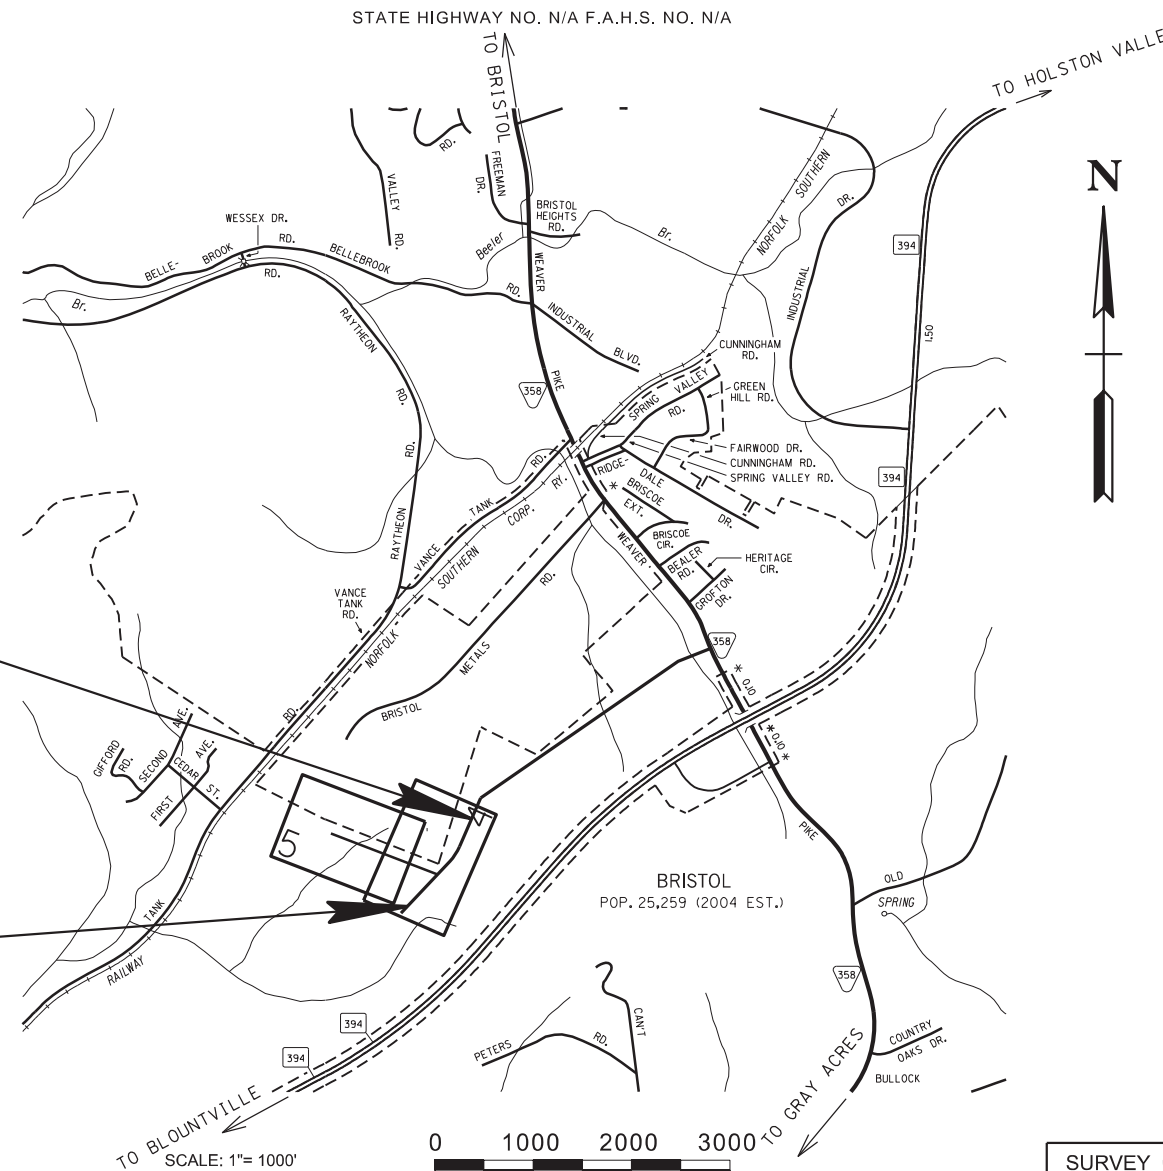 STATE HIGHWAY NO. N/A F.A.H.S. NO. N/A
TO BRISTOL
TO HOLSTON VALLE
N
RD.
FREEMAN DR.
VALLEY RD.
BRISTOL
HEIGHTS
RD.
WESSEX DR.
BELLE-
BROOK
RD.
RD.
BELLEBROOK
RD.
Beeler
Br.
Br.
WEAVER
PIKE
INDUSTRIAL
BLVD.
NORFOLK
SOUTHERN
INDUSTRIAL
DR.
394
1.50
RAYTHEON
RD.
RD.
RAYTHEON
358
CUNNINGHAM
RD.
SPRING VALLEY
RD.
GREEN
HILL RD.
FAIRWOOD DR.
CUNNINGHAM RD.
SPRING VALLEY RD.
394
RIDGE-
DALE
DR.
*
BRISCOE
EXT.
BRISCOE
CIR.
BEALER
RD.
HERITAGE
CIR.
GROFTON
DR.
WEAVER
VANCE
TANK
RD.
SOUTHERN
CORP.
RY.
NORFOLK
VANCE
TANK
RD.
METALS
RD.
BRISTOL
358
* 0.10
* 0.10 *
RD.
GIFFORD
RD.
SECOND
AVE.
CEDAR
ST.
FIRST
AVE.
5
4
PIKE
BRISTOL
POP. 25,259 (2004 EST.)
OLD
SPRING
TANK
RAILWAY
358
394
394
PETERS
RD.
CAN'T
COUNTRY
OAKS DR.
BULLOCK
TO GRAY ACRES
TO BLOUNTVILLE
SCALE: 1"= 1000'
0 1000 2000 3000
SURVEY